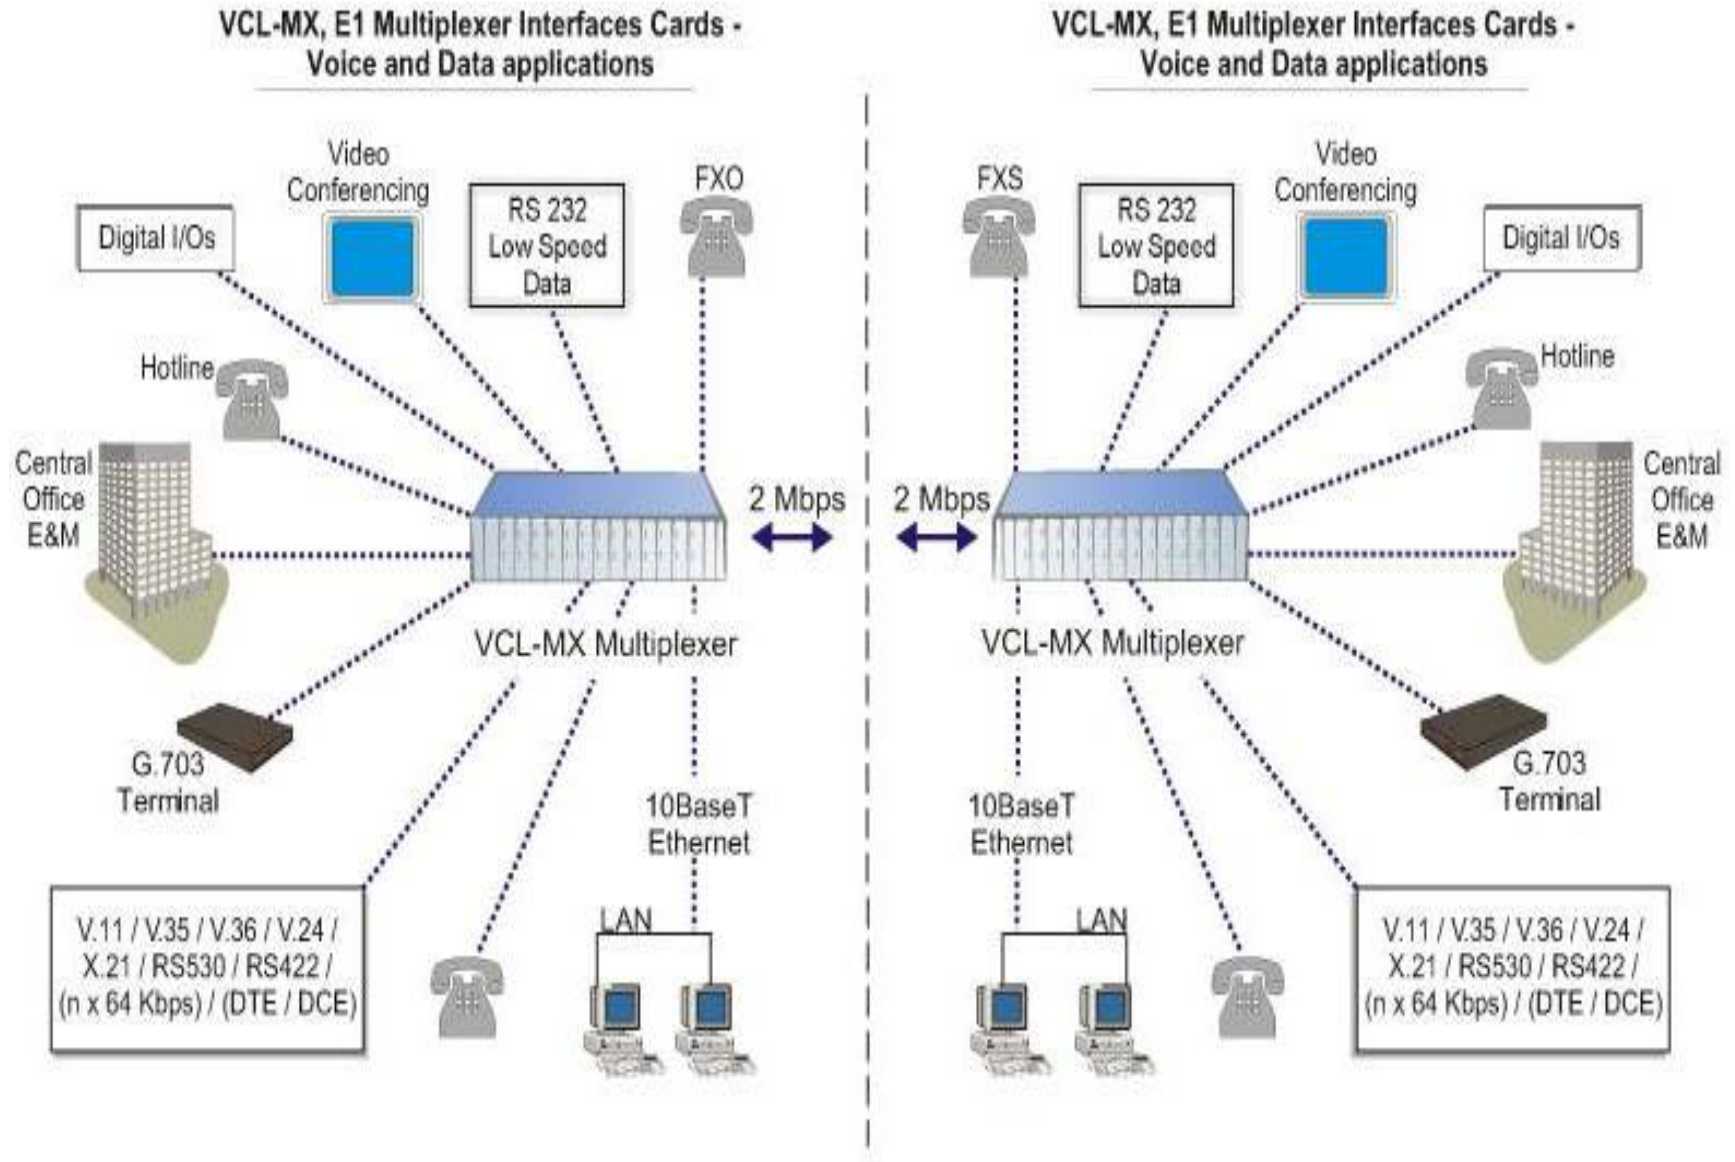 VCL-MX, E1 Multiplexer Interfaces Cards -
Voice and Data applications
Digital I/Os
Video
Conferencing
RS 232
Low Speed
Data
FXO
Hotline
Central
Office
E&M
2 Mbps
VCL-MX Multiplexer
G.703
Terminal
10BaseT
Ethernet
V.11 / V.35 / V.36 / V.24 /
X.21 / RS530 / RS422 /
(n x 64 Kbps) / (DTE / DCE)
LAN
VCL-MX, E1 Multiplexer Interfaces Cards -
Voice and Data applications
FXS
RS 232
Low Speed
Data
Video
Conferencing
Digital I/Os
Hotline
Central
Office
E&M
2 Mbps
VCL-MX Multiplexer
G.703
Terminal
10BaseT
Ethernet
LAN
V.11 / V.35 / V.36 / V.24 /
X.21 / RS530 / RS422 /
(n x 64 Kbps) / (DTE / DCE)